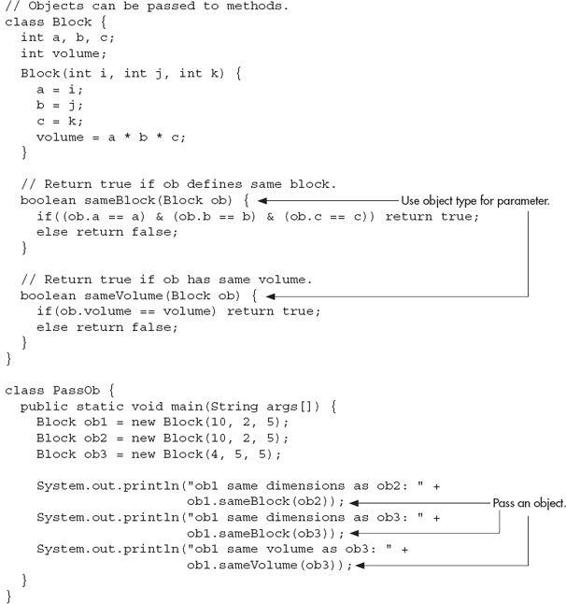 // Objects can be passed to methods.
class Block {
  int a, b, c;
  int volume;
  Block(int i, int j, int k) {
    a = i;
    b = j;
    c = k;
    volume = a * b * c;
  }

  // Return true if ob defines same block.
  boolean sameBlock(Block ob) { Use object type for parameter.
    if((ob.a == a) & (ob.b == b) & (ob.c == c)) return true;
    else return false;
  }

  // Return true if ob has same volume.
  boolean sameVolume(Block ob) {
    if(ob.volume == volume) return true;
    else return false;
  }
}

class PassOb {
  public static void main(String args[]) {
    Block ob1 = new Block(10, 2, 5);
    Block ob2 = new Block(10, 2, 5);
    Block ob3 = new Block(4, 5, 5);

    System.out.println("ob1 same dimensions as ob2: " +
                       ob1.sameBlock(ob2)); Pass an object.
    System.out.println("ob1 same dimensions as ob3: " +
                       ob1.sameBlock(ob3));
    System.out.println("ob1 same volume as ob3: " +
                       ob1.sameVolume(ob3));
  }
}